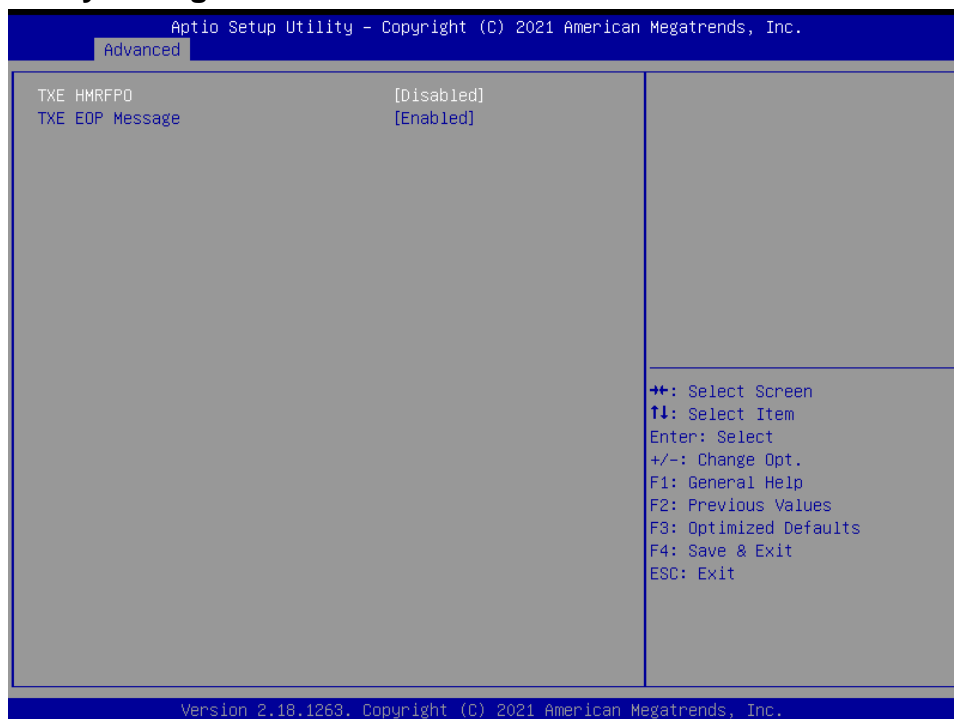 Aptio Setup Utility – Copyright (C) 2021 American Megatrends, Inc.
Advanced
TXE HMRFPO [Disabled]
TXE EOP Message [Enabled]
→←: Select Screen
↑↓: Select Item
Enter: Select
+/-: Change Opt.
F1: General Help
F2: Previous Values
F3: Optimized Defaults
F4: Save & Exit
ESC: Exit
Version 2.18.1263. Copyright (C) 2021 American Megatrends, Inc.